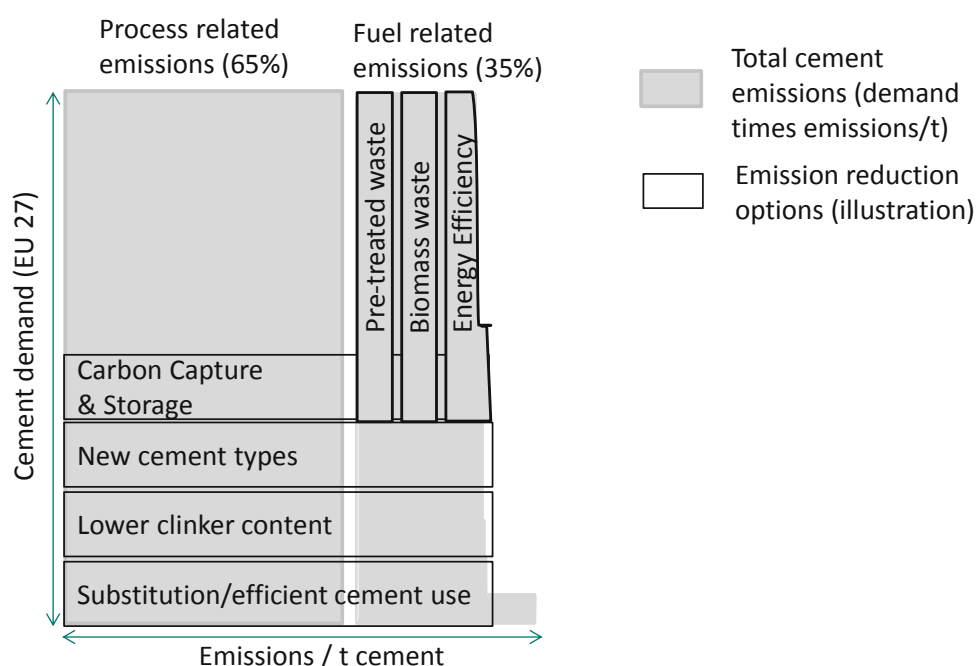 Process related
emissions (65%)
Fuel related
emissions (35%)
Total cement
emissions (demand
times emissions/t)
Emission reduction
options (illustration)
Cement demand (EU 27)
Pre-treated waste
Biomass waste
Energy Efficiency
Carbon Capture
& Storage
New cement types
Lower clinker content
Substitution/efficient cement use
Emissions / t cement